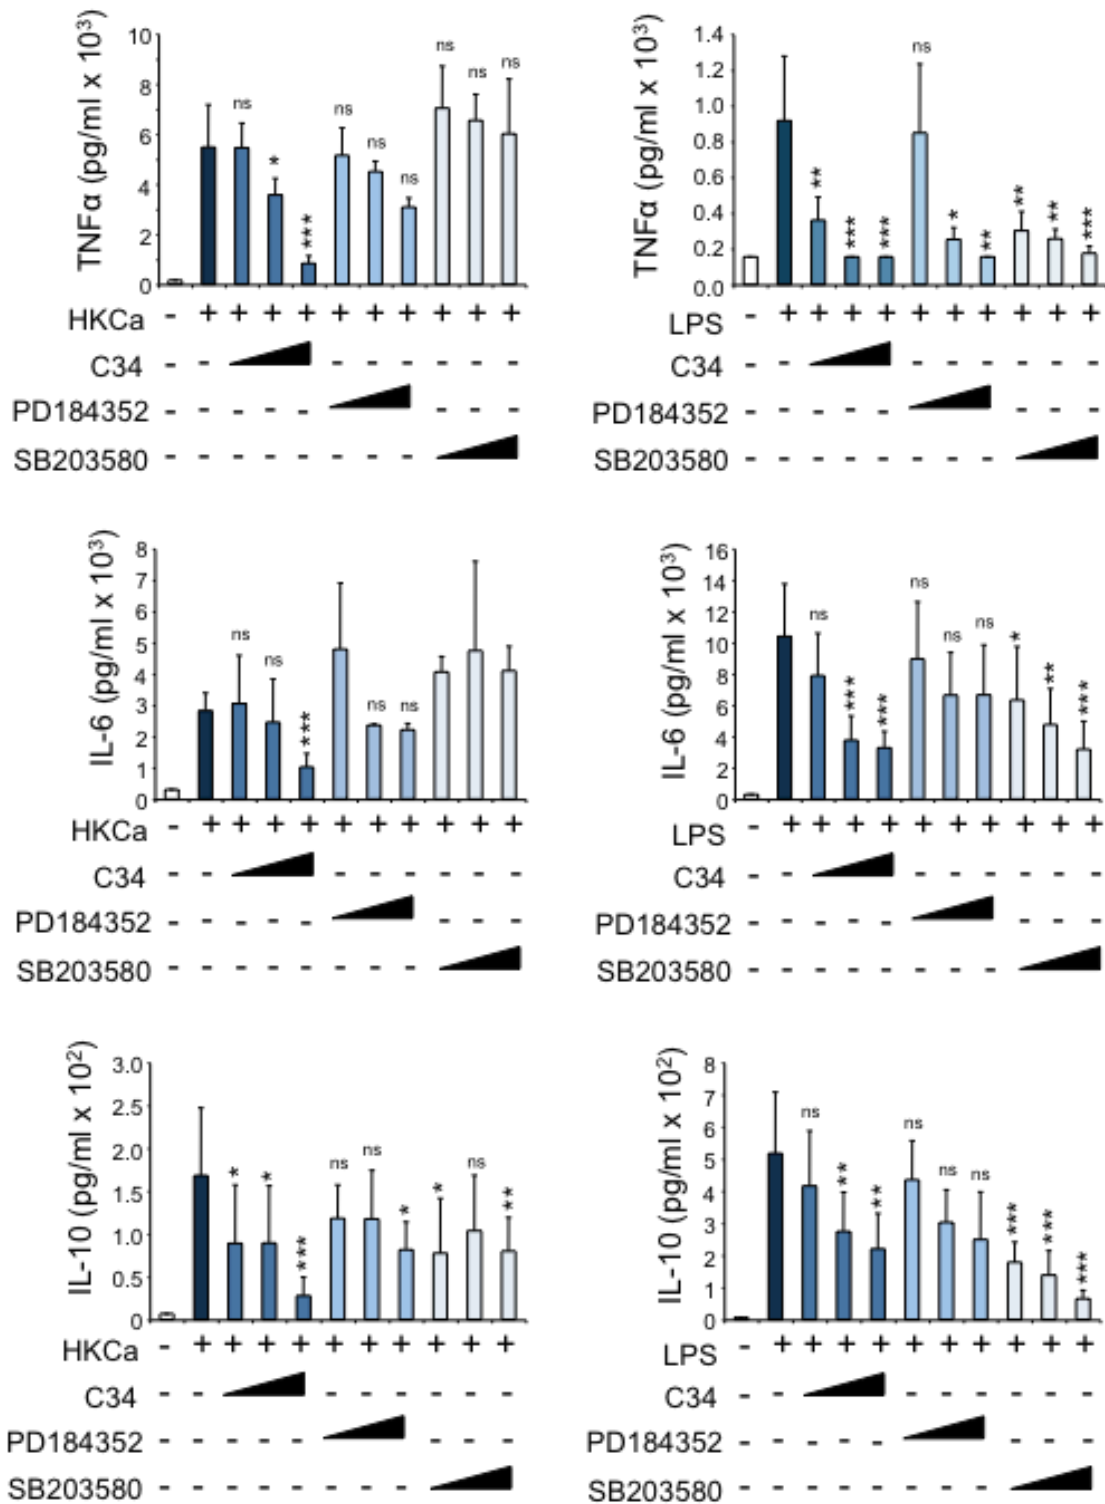 TNFα (pg/ml x 10³)
10
8
6
4
2
0
ns * *** ns ns ns ns ns ns
HKCa - + + + + + + + + + +
C34 - - - - - - - -
PD184352 - - - - - - - -
SB203580 - - - - - - - -
TNFα (pg/ml x 10³)
1.4
1.2
1.0
0.8
0.6
0.4
0.2
0.0
** *** *** ns * ** ** ** ***
LPS - + + + + + + + + + +
C34 - - - - - - - -
PD184352 - - - - - - - -
SB203580 - - - - - - - -
IL-6 (pg/ml x 10³)
8
7
6
5
4
3
2
1
0
ns ns *** ns ns
HKCa - + + + + + + + + + +
C34 - - - - - - - -
PD184352 - - - - - - - -
SB203580 - - - - - - - -
IL-6 (pg/ml x 10³)
16
14
12
10
8
6
4
2
0
ns *** *** ns ns ns * ** ***
LPS - + + + + + + + + + +
C34 - - - - - - - -
PD184352 - - - - - - - -
SB203580 - - - - - - - -
IL-10 (pg/ml x 10²)
3.0
2.5
2.0
1.5
1.0
0.5
0
* * *** ns ns * * ns **
HKCa - + + + + + + + + + +
C34 - - - - - - - -
PD184352 - - - - - - - -
SB203580 - - - - - - - -
IL-10 (pg/ml x 10²)
8
7
6
5
4
3
2
1
0
ns ** ** ns ns ns *** *** ***
LPS - + + + + + + + + + +
C34 - - - - - - - -
PD184352 - - - - - - - -
SB203580 - - - - - - - -